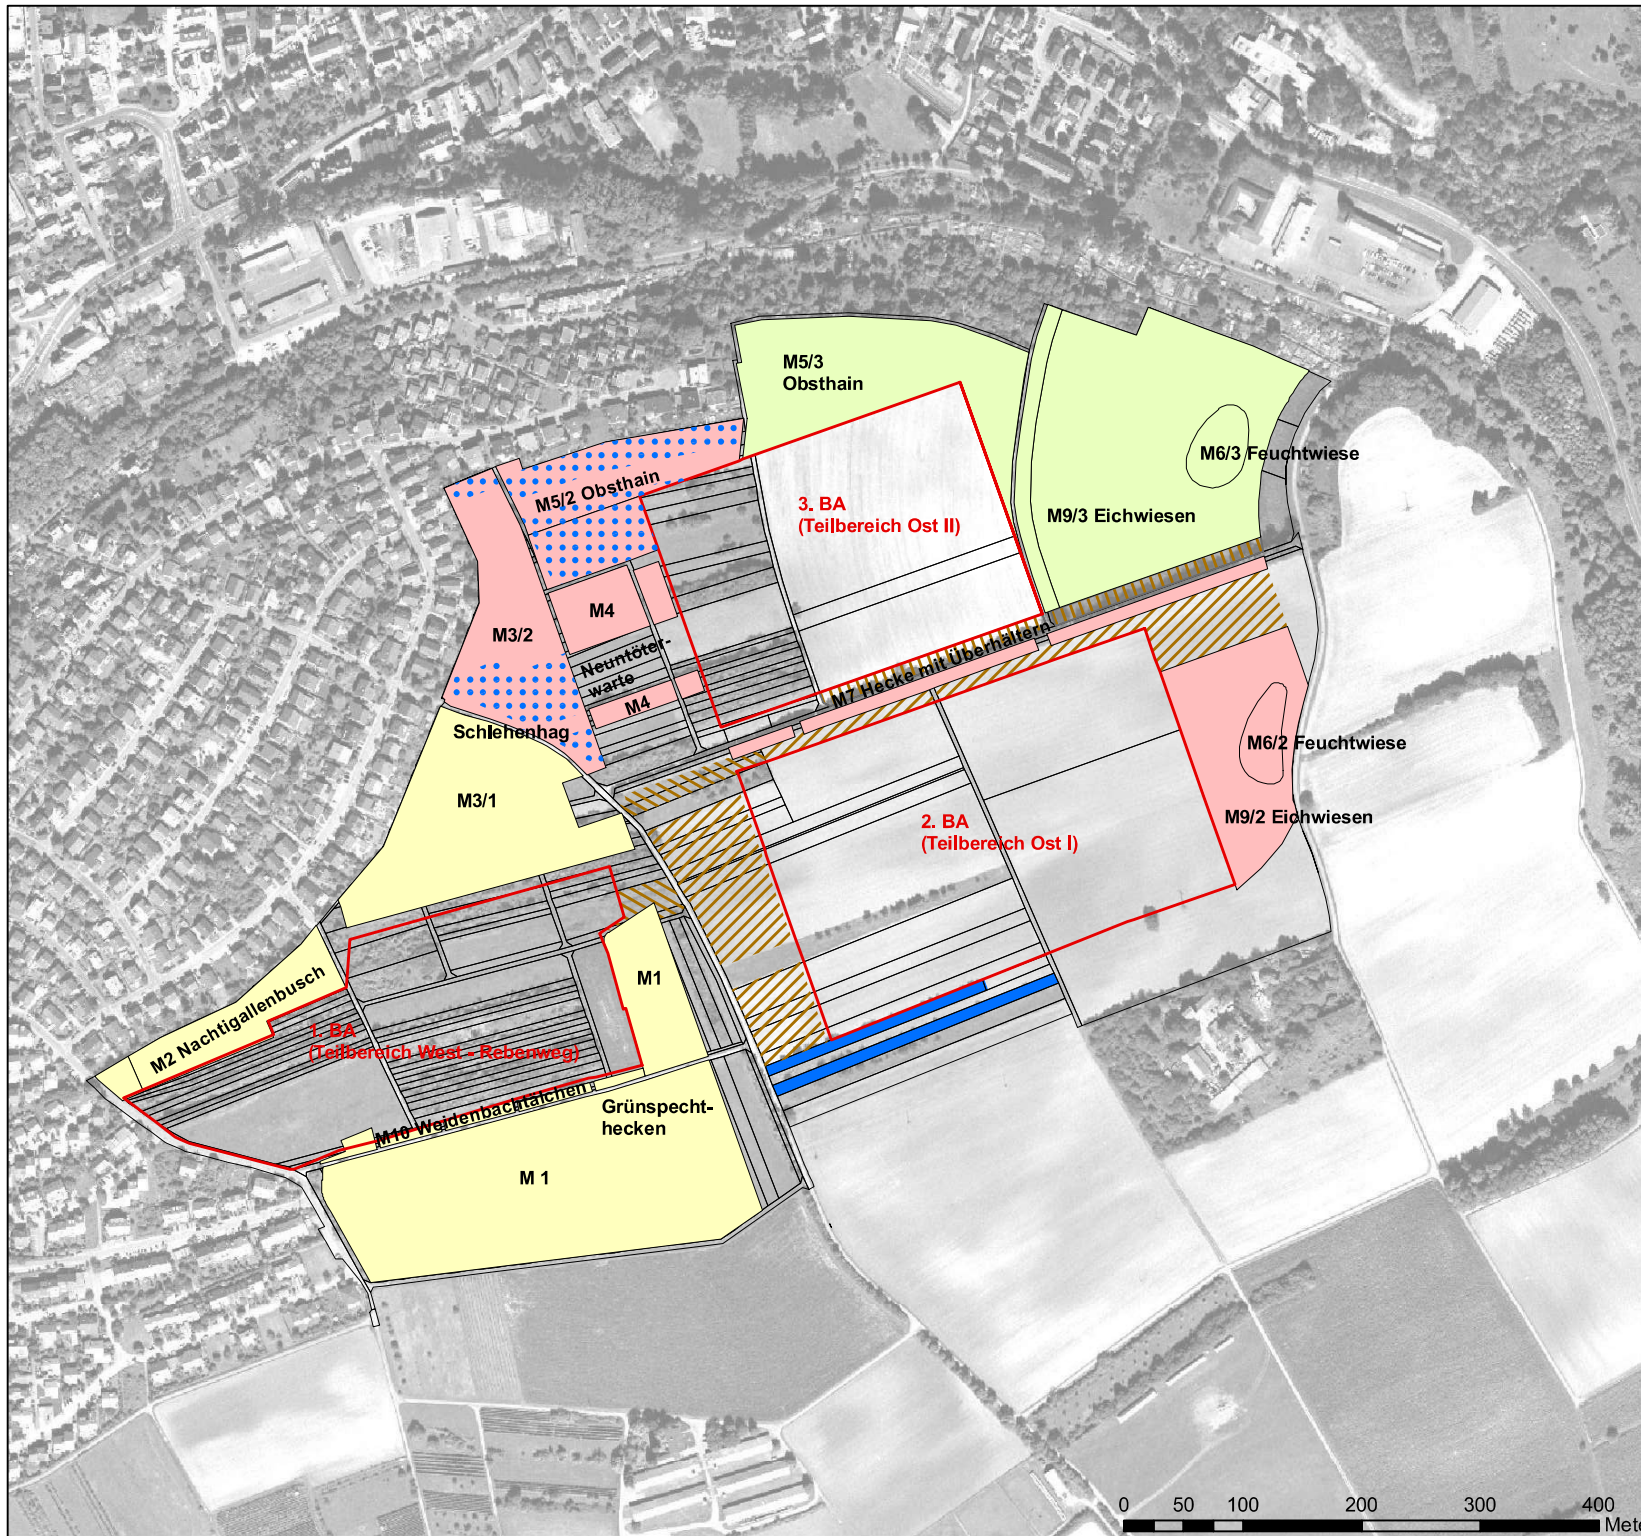 M5/3
Obsthain
M6/3 Feuchtwiese
M5/2 Obsthain
3. BA
(Teilbereich Ost II)
M9/3 Eichwiesen
M4
M3/2
Neuntöter-
warte
M7 Hecke mit Überhältern
M4
Schlehenhag
M6/2 Feuchtwiese
M3/1
M9/2 Eichwiesen
2. BA
(Teilbereich Ost I)
M1
M2 Nachtigallenbusch
1. BA
(Teilbereich West - Rebenweg)
M10 Weidenbachtälchen
Grünspecht-
hecken
M 1
0 50 100 200 300 400
Mete